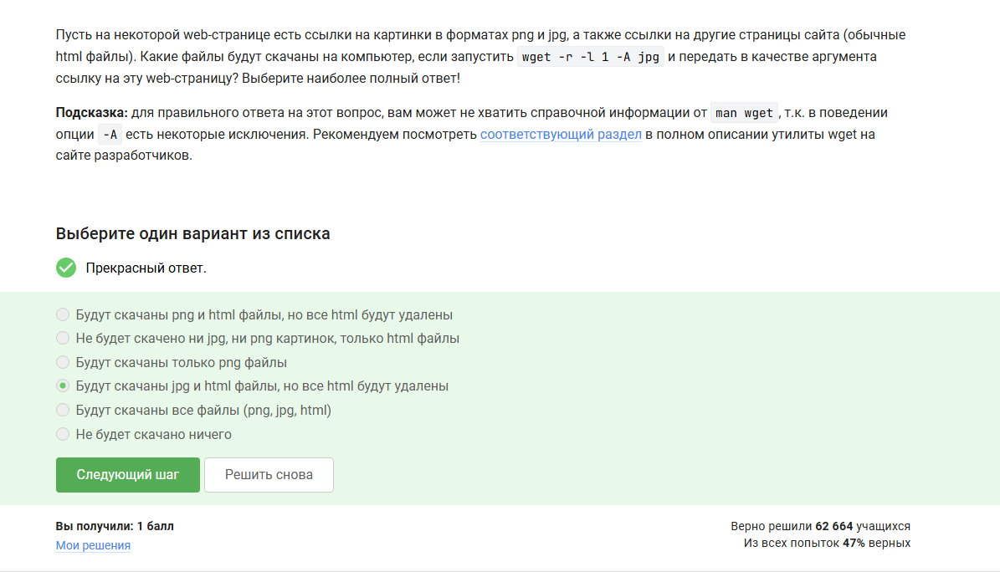 Пусть на некоторой web-странице есть ссылки на картинки в форматах png и jpg, а также ссылки на другие страницы сайта (обычные
html файлы). Какие файлы будут скачаны на компьютер, если запустить wget -r -l 1 -A jpg и передать в качестве аргумента
ссылку на эту web-страницу? Выберите наиболее полный ответ!
Подсказка: для правильного ответа на этот вопрос, вам может не хватить справочной информации от man wget, т.к. в поведении
опции -A есть некоторые исключения. Рекомендуем посмотреть соответствующий раздел в полном описании утилиты wget на
сайте разработчиков.
Выберите один вариант из списка
Прекрасный ответ.
Будут скачаны png и html файлы, но все html будут удалены
Не будет скачено ни jpg, ни png картинок, только html файлы
Будут скачаны только png файлы
Будут скачаны jpg и html файлы, но все html будут удалены
Будут скачаны все файлы (png, jpg, html)
Не будет скачано ничего
Следующий шаг Решить снова
Вы получили: 1 балл
Мои решения
Верно решили 62 664 учащихся
Из всех попыток 47% верных